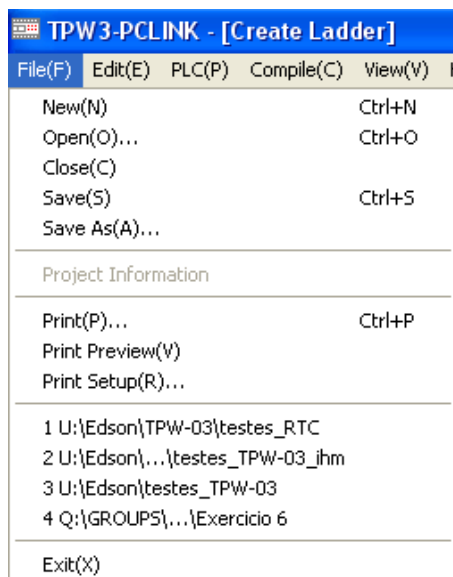 TPW3-PCLINK - [Create Ladder]
File(F) Edit(E) PLC(P) Compile(C) View(V)
New(N) Ctrl+N
Open(O)... Ctrl+O
Close(C)
Save(S) Ctrl+S
Save As(A)...
Project Information
Print(P)... Ctrl+P
Print Preview(V)
Print Setup(R)...
1 U:\Edson\TPW-03\testes_RTC
2 U:\Edson\...\testes_TPW-03_ihm
3 U:\Edson\testes_TPW-03
4 Q:\GROUPS\...\Exercicio 6
Exit(X)